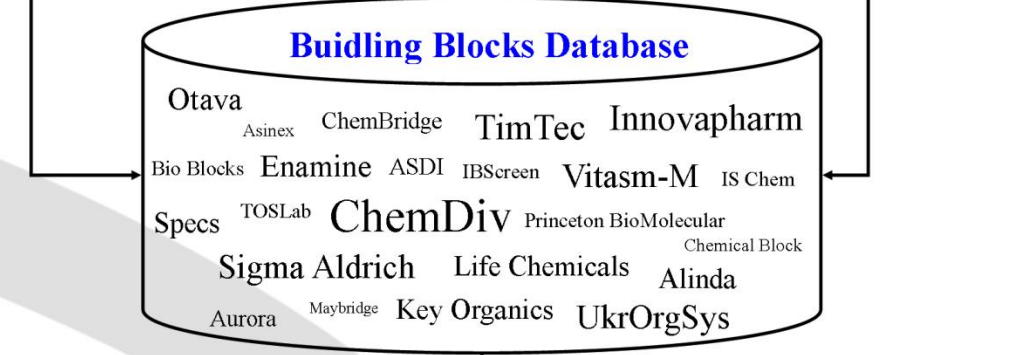 Buidling Blocks Database
Otava
Asinex
ChemBridge
TimTec
Innovapharm
Bio Blocks
Enamine
ASDI
IBScreen
Vitasm-M
IS Chem
Specs
TOSLab
ChemDiv
Princeton BioMolecular
Chemical Block
Sigma Aldrich
Life Chemicals
Alinda
Aurora
Maybridge
Key Organics
UkrOrgSys